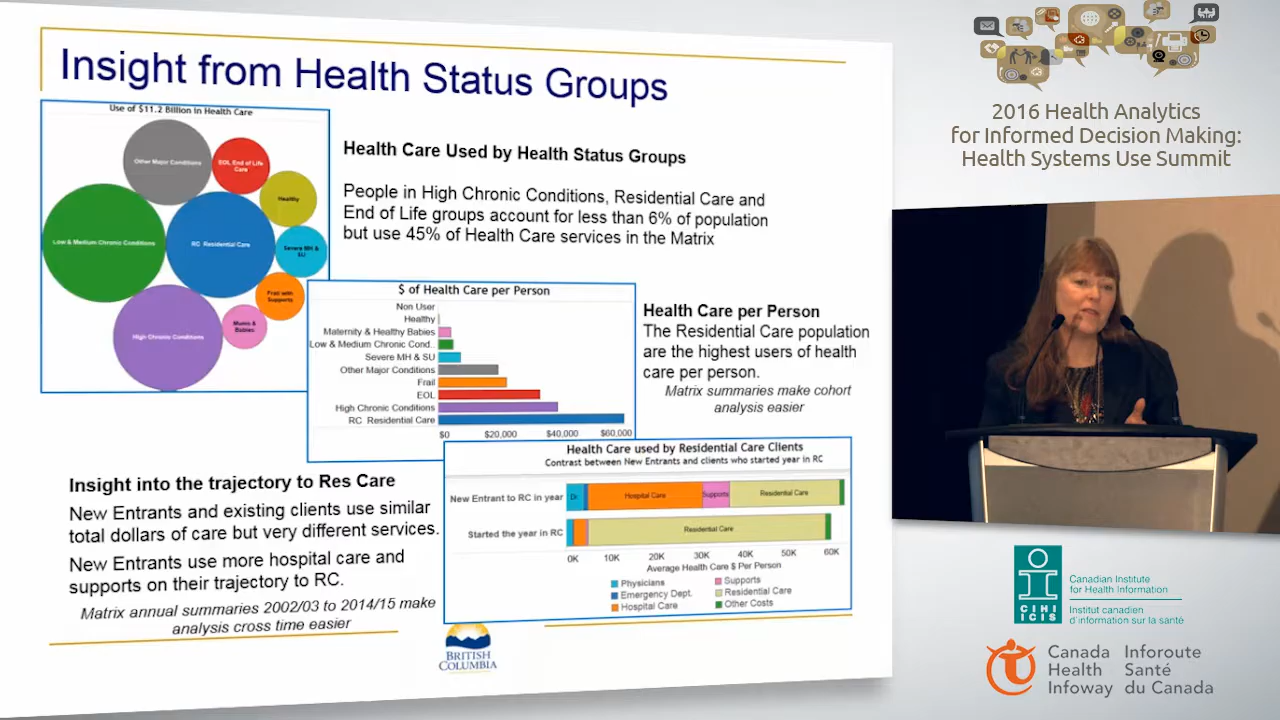 Insight from Health Status Groups
Use of $11.2 Billion in Health Care
Other Major Conditions
EOL End of Life
Care
Healthy
Low & Medium Chronic Conditions
RC Residential Care
Severe MH &
SU
Frail with
Supports
Moms &
Babies
High Chronic Conditions
Health Care Used by Health Status Groups
People in High Chronic Conditions, Residential Care and
End of Life groups account for less than 6% of population
but use 45% of Health Care services in the Matrix
$ of Health Care per Person
Non User
Healthy
Maternity & Healthy Babies
Low & Medium Chronic Cond..
Severe MH & SU
Other Major Conditions
Frail
EOL
High Chronic Conditions
RC Residential Care
$0 $20,000 $40,000 $60,000
Health Care per Person
The Residential Care population
are the highest users of health
care per person.
Matrix summaries make cohort
analysis easier
Health Care used by Residential Care Clients
Contrast between New Entrants and clients who started year in RC
New Entrant to RC in year
Dr Hospital Care Supports Residential Care
Started the year in RC
Residential Care
0K 10K 20K 30K 40K 50K 60K
Average Health Care $ Per Person
Physicians
Emergency Dept.
Hospital Care
Supports
Residential Care
Other Costs
Insight into the trajectory to Res Care
New Entrants and existing clients use similar
total dollars of care but very different services.
New Entrants use more hospital care and
supports on their trajectory to RC.
Matrix annual summaries 2002/03 to 2014/15 make
analysis cross time easier
BRITISH
COLUMBIA
2016 Health Analytics
for Informed Decision Making:
Health Systems Use Summit
CIHI
ICIS
Canadian Institute
for Health Information
Institut canadien
d'information sur la santé
Canada
Health
Infoway
Inforoute
Santé
du Canada